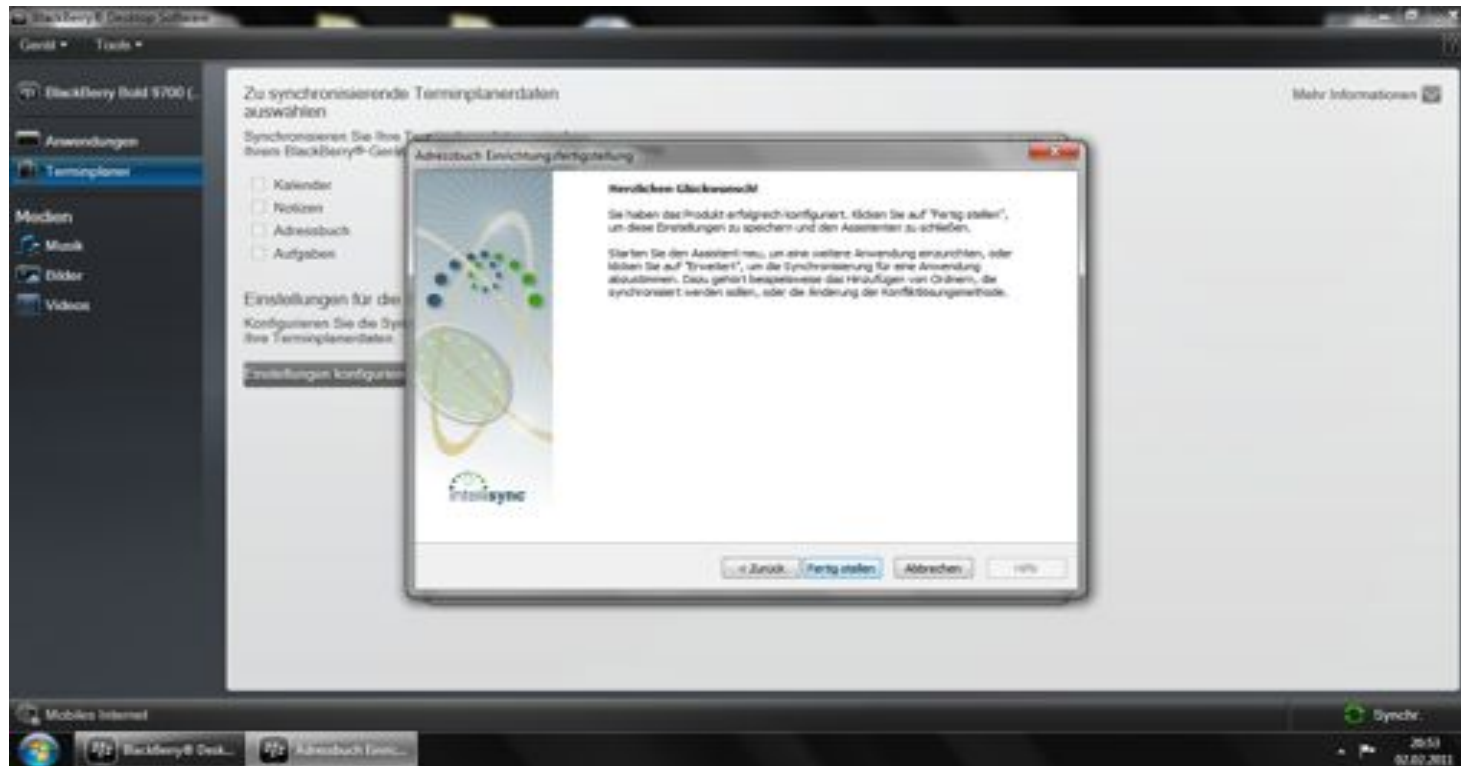 BlackBerry® Desktop Software
Gerät Tools
BlackBerry Bold 9700 (...
Anwendungen
Terminplaner
Medien
Musik
Bilder
Videos
Zu synchronisierende Terminplanerdaten
auswählen
Synchronisieren Sie Ihre
Ihrem BlackBerry®-Gerät
Kalender
Notizen
Adressbuch
Aufgaben
Einstellungen für die
Konfigurieren Sie die
Ihre Terminplanerdaten
Einstellungen konfigurieren
Mehr Informationen
Adressbuch Einrichtungsfertigstellung
Herzlichen Glückwunsch!
Sie haben das Produkt erfolgreich konfiguriert. Klicken Sie auf "Fertig stellen",
um diese Einstellungen zu speichern und den Assistenten zu schließen.
Starten Sie den Assistent neu, um eine weitere Anwendung einzurichten, oder
klicken Sie auf "Erweitert", um die Synchronisierung für eine Anwendung
abzustimmen. Dazu gehört beispielsweise das Hinzufügen von Ordnern, die
synchronisiert werden sollen, oder die Änderung der Konfliktlösungsmethode.
intellisync
< Zurück Fertig stellen Abbrechen Hilfe
Mobiles Internet
Synchr.
BlackBerry® Desk... Adressbuch Einric...
20:53
02.02.2011